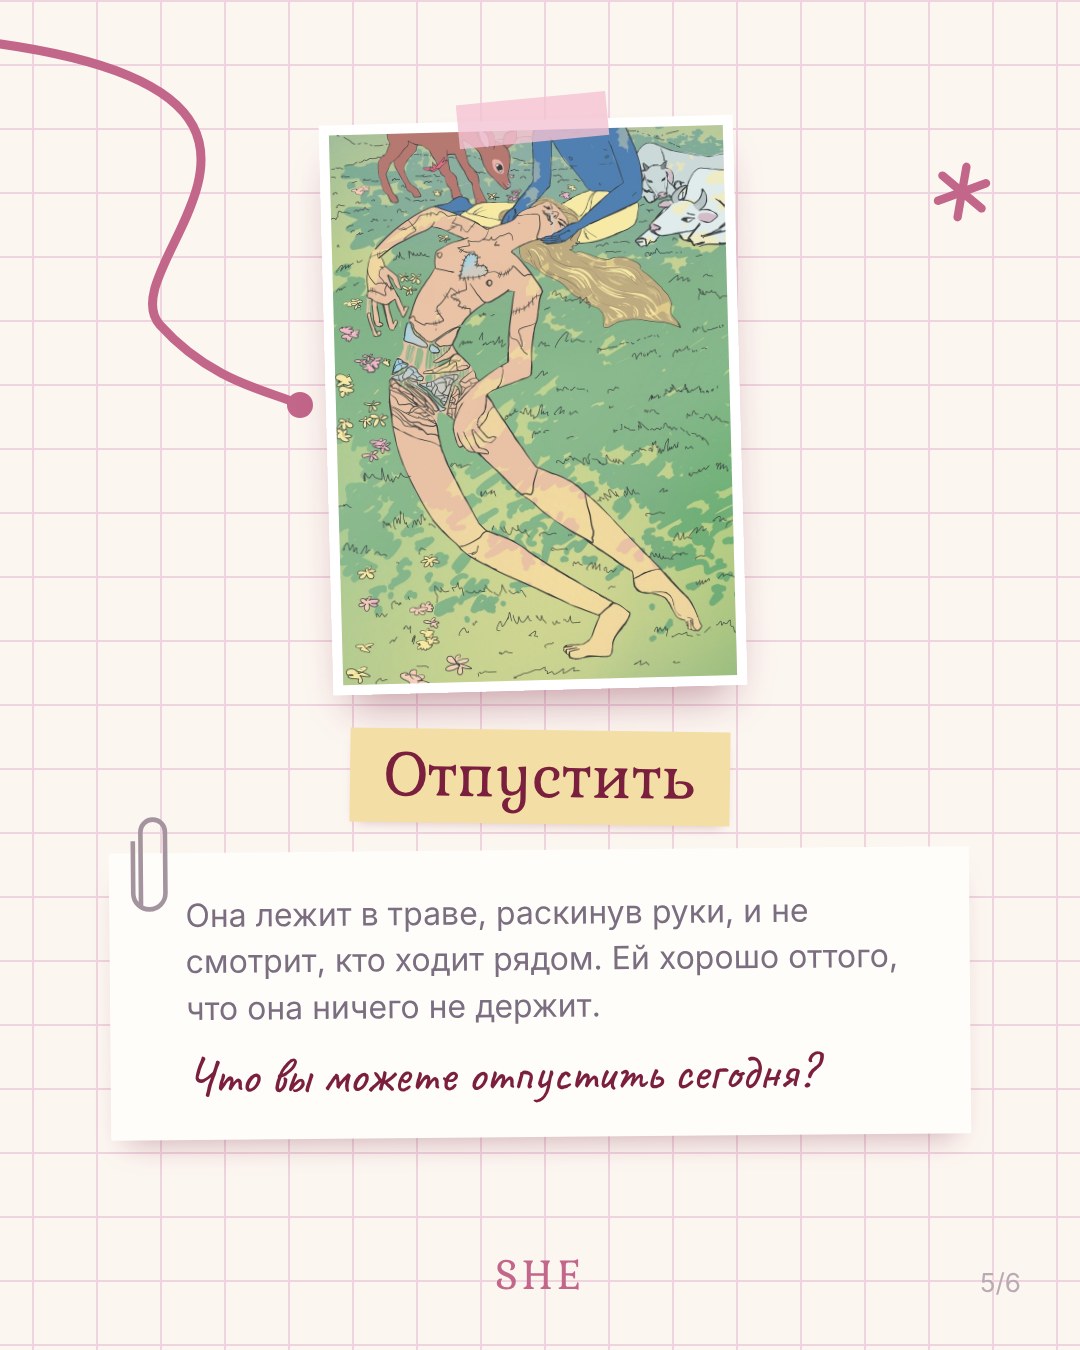 Отпустить
Она лежит в траве, раскинув руки, и не
смотрит, кто ходит рядом. Ей хорошо оттого,
что она ничего не держит.
Что вы можете отпустить сегодня?
SHE
5/6